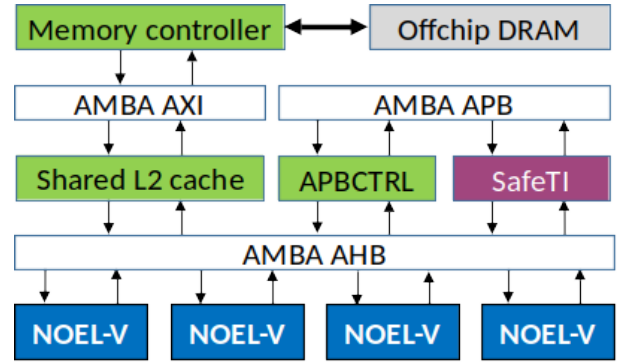 Memory controller
Offchip DRAM
AMBA AXI
AMBA APB
Shared L2 cache
APBCTRL
SafeTI
AMBA AHB
NOEL-V
NOEL-V
NOEL-V
NOEL-V